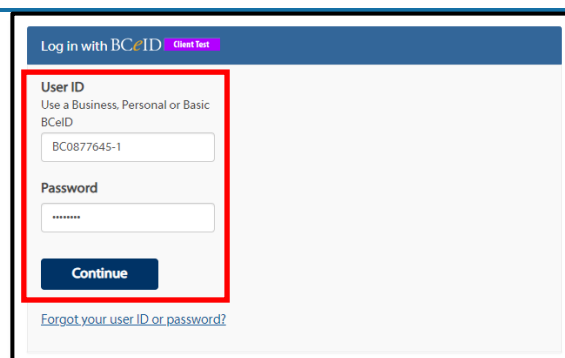 Log in with BCeID Client Test
User ID
Use a Business, Personal or Basic
BCeID
BC0877645-1
Password
••••••••
Continue
Forgot your user ID or password?